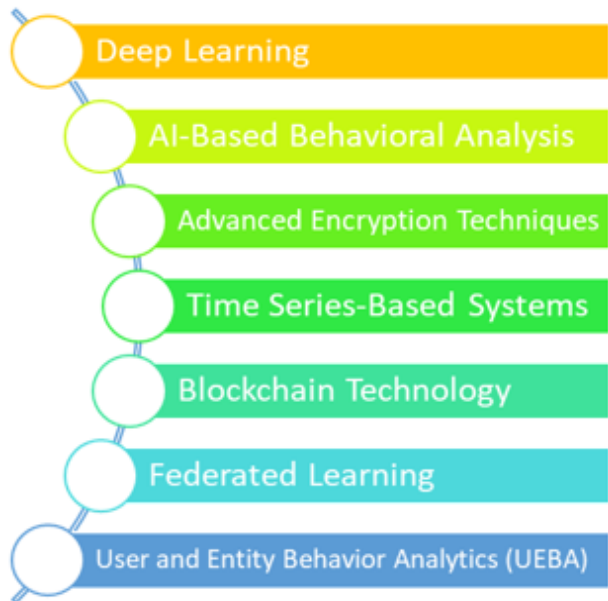 Deep Learning
AI-Based Behavioral Analysis
Advanced Encryption Techniques
Time Series-Based Systems
Blockchain Technology
Federated Learning
User and Entity Behavior Analytics (UEBA)